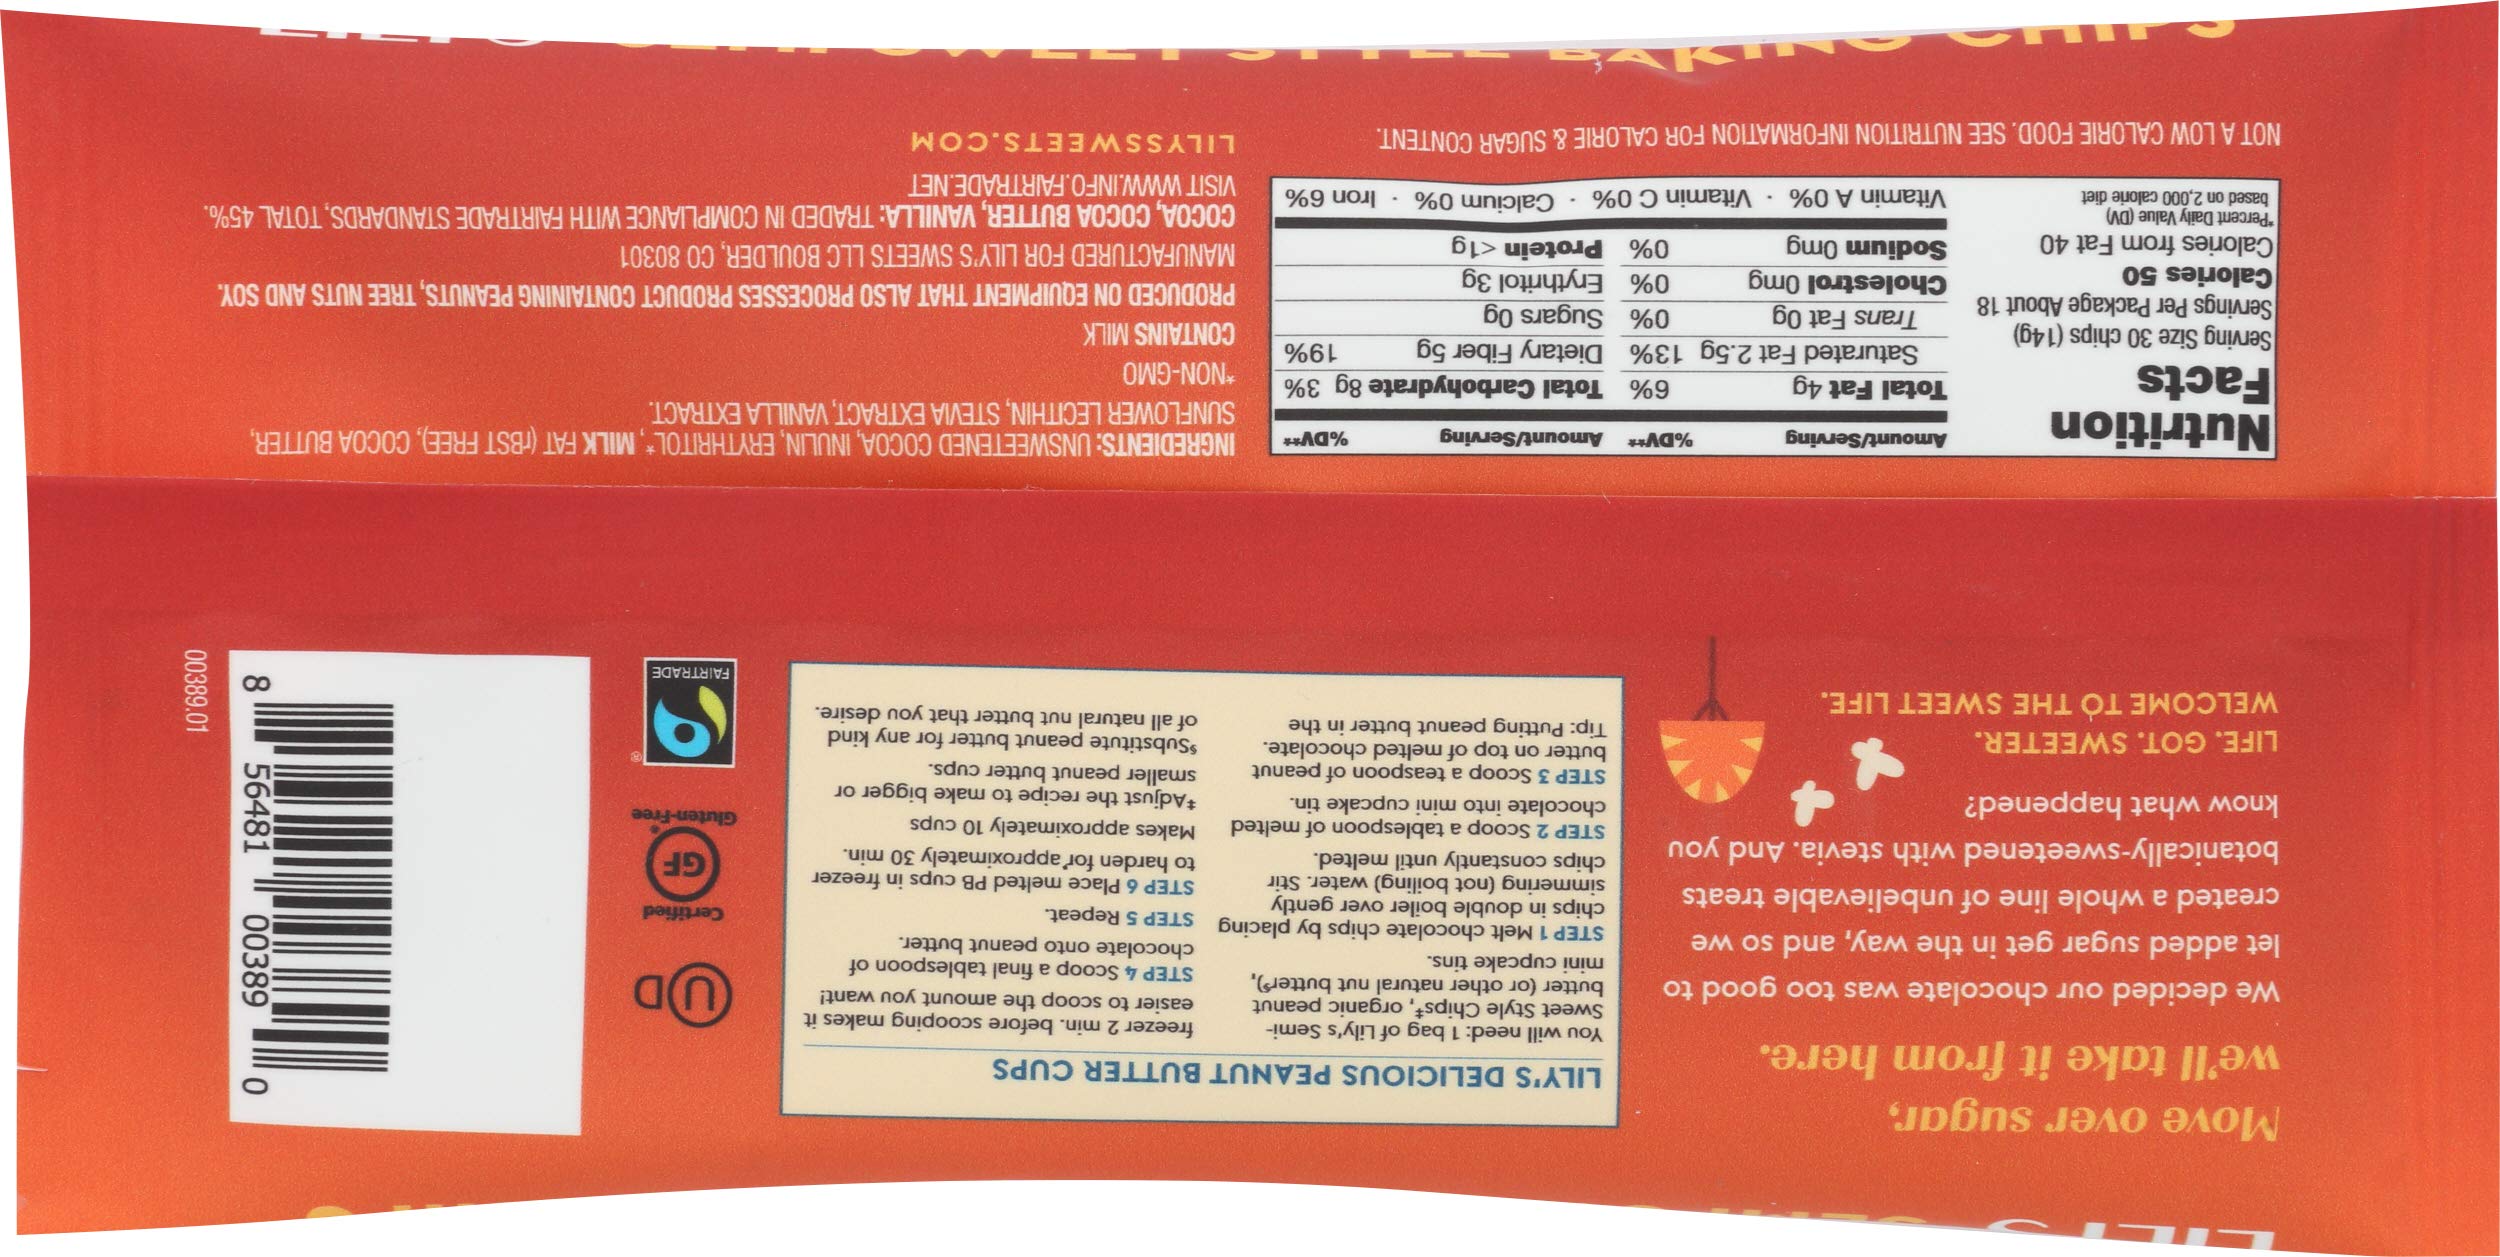 LILY'S SEMI-
Move over sugar,
we'll take it from here.
We decided our chocolate was too good to
let added sugar get in the way, and so we
created a whole line of unbelievable treats
botanically-sweetened with stevia. And you
know what happened?
LIFE. GOT. SWEETER.
WELCOME TO THE SWEET LIFE.
LILY'S DELICIOUS PEANUT BUTTER CUPS
You will need: 1 bag of Lily's Semi-
Sweet Style Chips‡, organic peanut
butter (or other natural nut butter§),
mini cupcake tins.
STEP 1 Melt chocolate chips by placing
chips in double boiler over gently
simmering (not boiling) water. Stir
chips constantly until melted.
STEP 2 Scoop a tablespoon of melted
chocolate into mini cupcake tin.
STEP 3 Scoop a teaspoon of peanut
butter on top of melted chocolate.
Tip: Putting peanut butter in the
freezer 2 min. before scooping makes it
easier to scoop the amount you want!
STEP 4 Scoop a final tablespoon of
chocolate onto peanut butter.
STEP 5 Repeat.
STEP 6 Place melted PB cups in freezer
to harden for approximately 30 min.
Makes approximately 10 cups
‡Adjust the recipe to make bigger or
smaller peanut butter cups.
§Substitute peanut butter for any kind
of all natural nut butter that you desire.
U D
Certified
GF
Gluten-Free
®
FAIRTRADE
0 00389 56481 8
00389.01
Nutrition
Facts
Serving Size 30 chips (14g)
Servings Per Package About 18
Calories 50
Calories from Fat 40
*Percent Daily Value (DV)
based on 2,000 calorie diet
Amount/Serving %DV** Amount/Serving %DV**
Total Fat 4g 6% Total Carbohydrate 8g 3%
Saturated Fat 2.5g 13% Dietary Fiber 5g 19%
Trans Fat 0g 0% Sugars 0g
Cholestrol 0mg 0% Erythritol 3g
Sodium 0mg 0% Protein <1g
Vitamin A 0% · Vitamin C 0% · Calcium 0% · Iron 6%
NOT A LOW CALORIE FOOD. SEE NUTRITION INFORMATION FOR CALORIE & SUGAR CONTENT.
INGREDIENTS: UNSWEETENED COCOA, INULIN, ERYTHRITOL*, MILK FAT (rBST FREE), COCOA BUTTER,
SUNFLOWER LECITHIN, STEVIA EXTRACT, VANILLA EXTRACT.
*NON-GMO
CONTAINS MILK
PRODUCED ON EQUIPMENT THAT ALSO PROCESSES PRODUCT CONTAINING PEANUTS, TREE NUTS AND SOY.
MANUFACTURED FOR LILY'S SWEETS LLC BOULDER, CO 80301
COCOA, COCOA BUTTER, VANILLA: TRADED IN COMPLIANCE WITH FAIRTRADE STANDARDS, TOTAL 45%.
VISIT WWW.INFO.FAIRTRADE.NET
LILYSSWEETS.COM
LILY'S SEMI-SWEET STYLE BAKING CHIPS